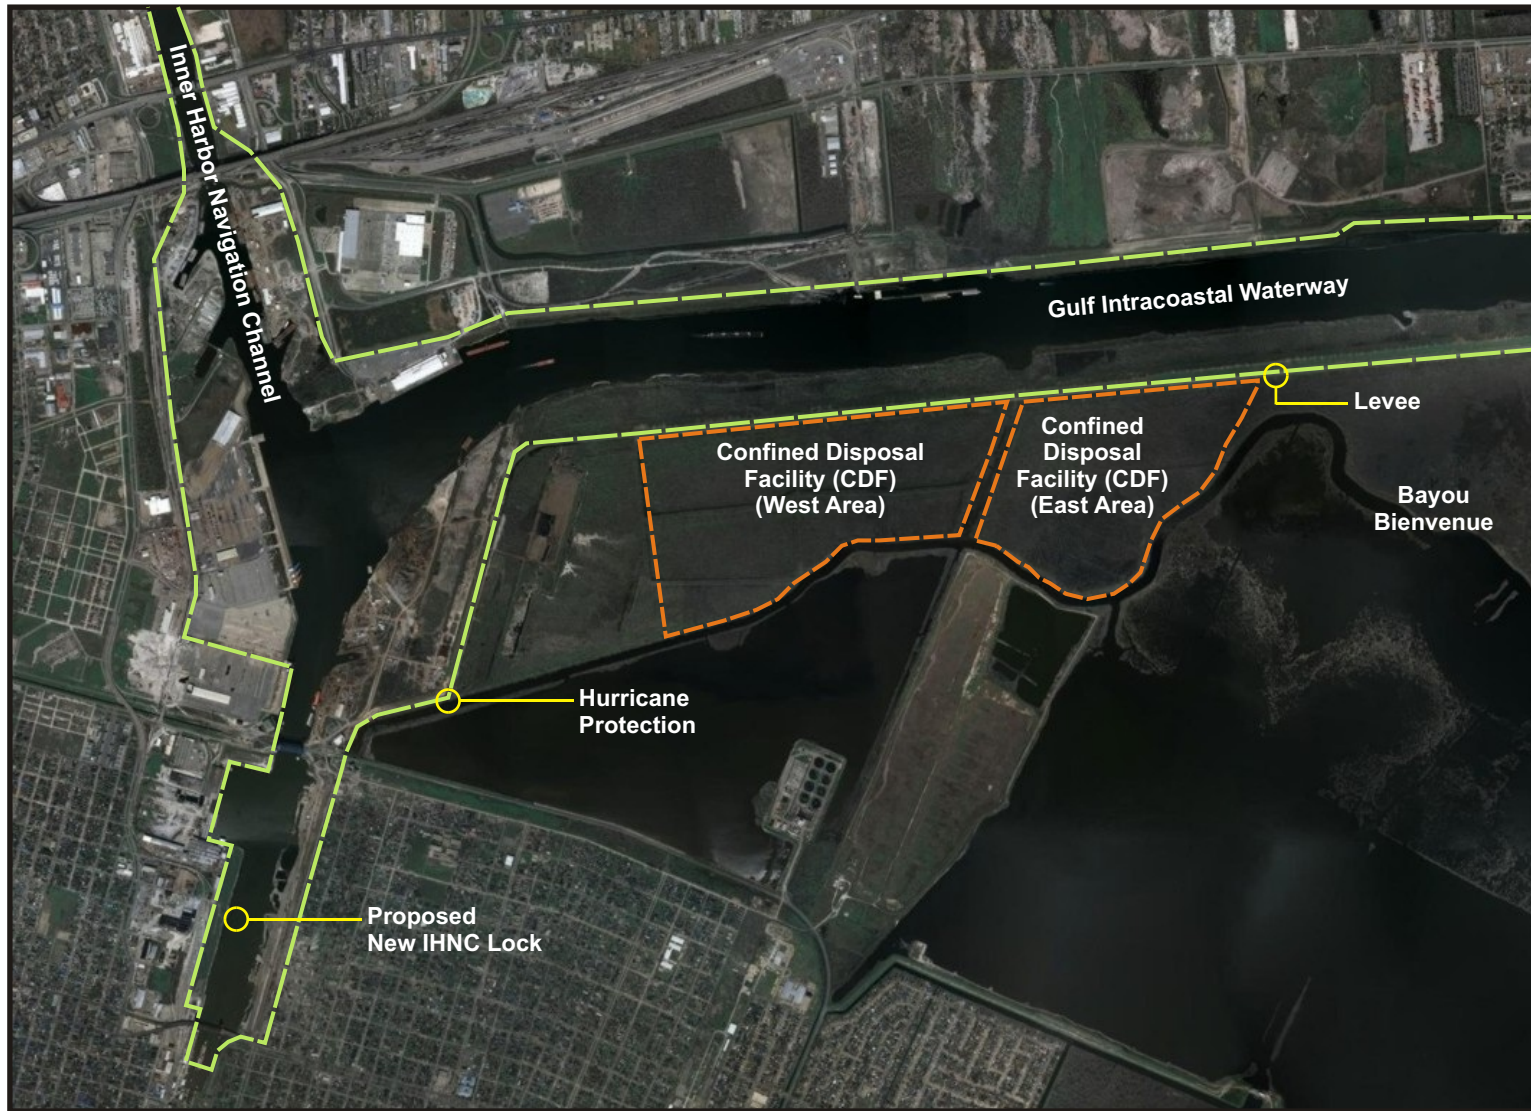 Inner Harbor Navigation Channel
Gulf Intracoastal Waterway
Levee
Confined Disposal
Facility (CDF)
(West Area)
Confined
Disposal
Facility (CDF)
(East Area)
Bayou
Bienvenue
Hurricane
Protection
Proposed
New IHNC Lock